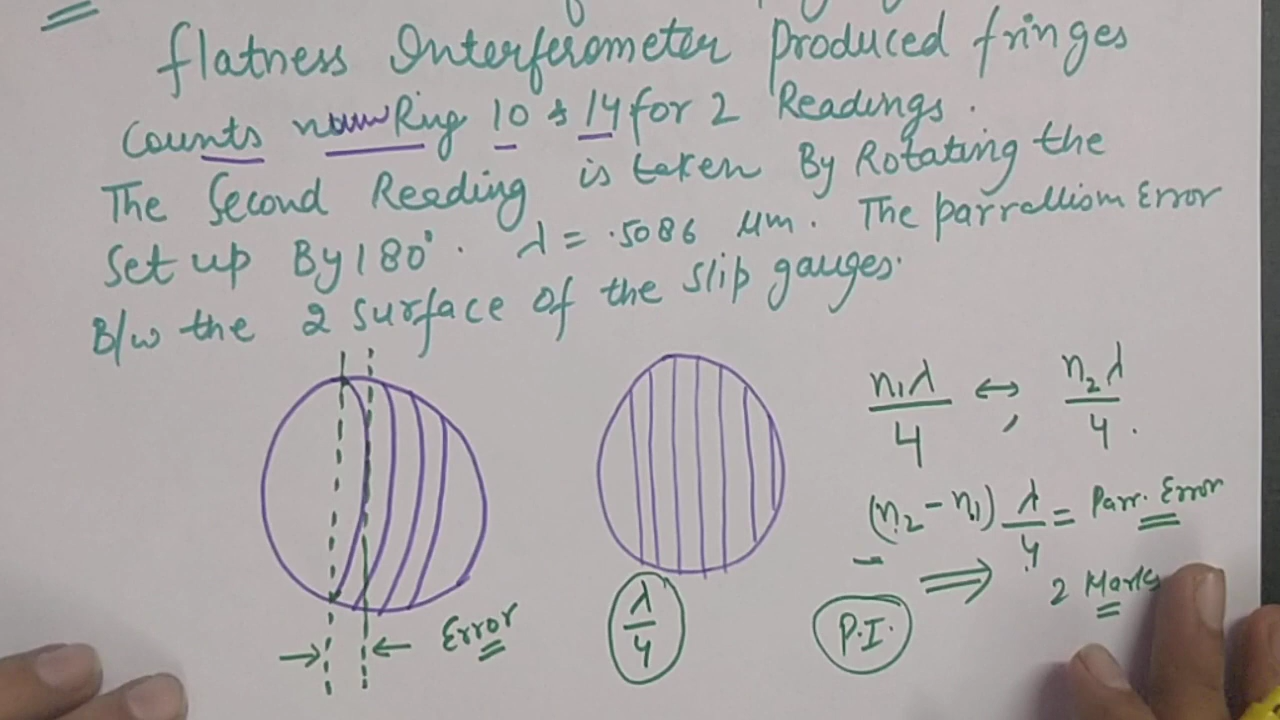 flatness Interferometer Produced fringes
Counts Ring 10 & 14 for 2 Readings.
The Second Reeding is taken By Rotating the
Set up By 180°. λ = .5086 μm. The parrallism Error
B/w the 2 surface of the slip gauges.
n₁λ/4 ↔, n₂λ/4.
(n₂ - n₁) λ/4 = Parr. Error
⇒ 2 Marks
→ ← Error
λ/4
P.I.